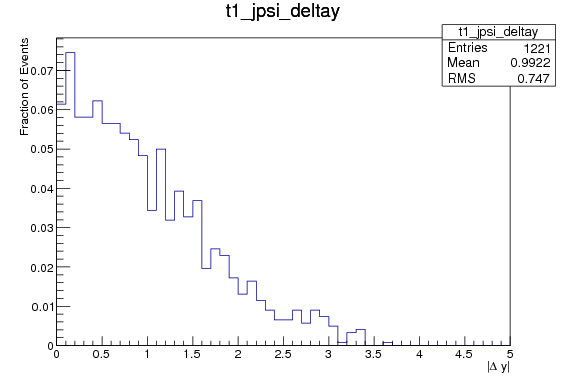 t1_jpsi_deltay
t1_jpsi_deltay
Entries 1221
Mean 0.9922
RMS 0.747
Fraction of Events
0.07
0.06
0.05
0.04
0.03
0.02
0.01
0
0 0.5 1 1.5 2 2.5 3 3.5 4 4.5 5
|Δ y|